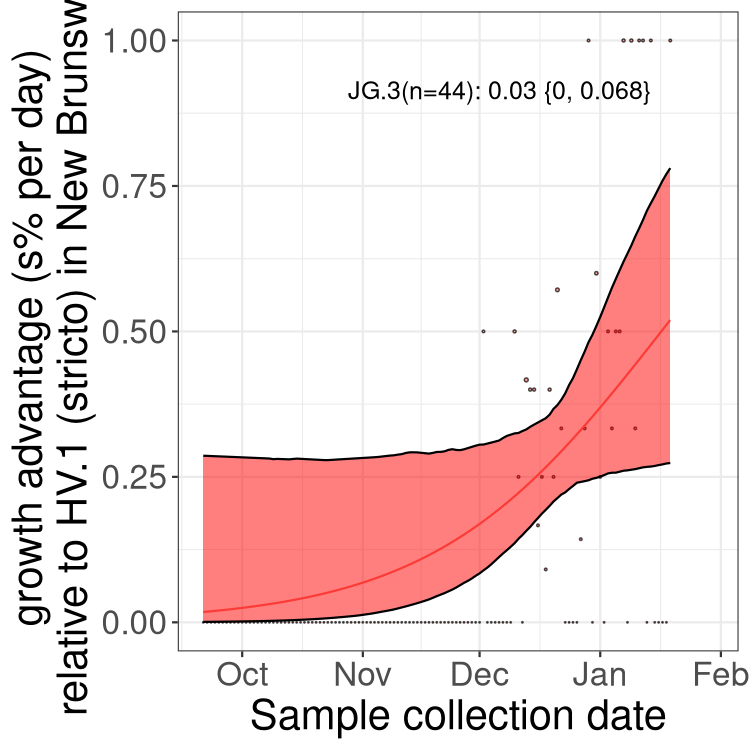 growth advantage (s% per day)
relative to HV.1 (stricto) in New Brunsw
1.00
0.75
0.50
0.25
0.00
JG.3(n=44): 0.03 {0, 0.068}
Oct Nov Dec Jan Feb
Sample collection date